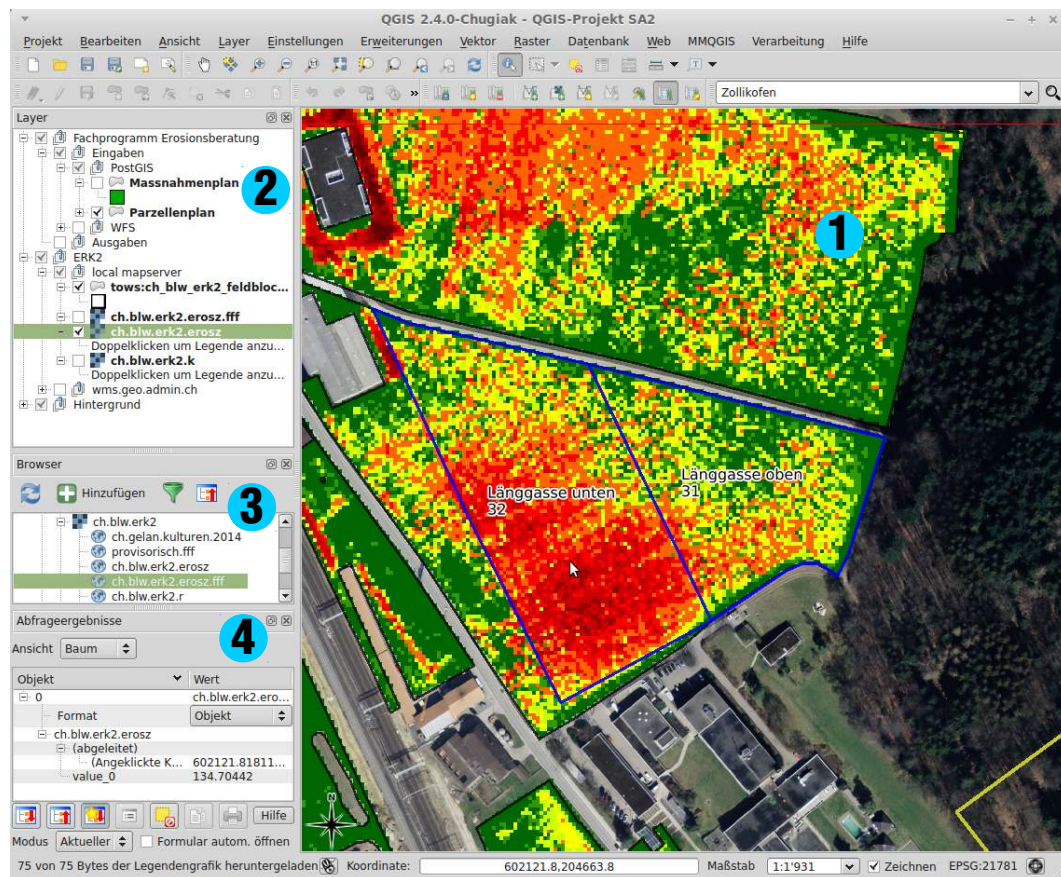 QGIS 2.4.0-Chugiak - QGIS-Projekt SA2
Projekt Bearbeiten Ansicht Layer Einstellungen Erweiterungen Vektor Raster Datenbank Web MMQGIS Verarbeitung Hilfe
Zollikofen
Layer
Fachprogramm Erosionsberatung
Eingaben
PostGIS
Massnahmenplan
Parzellenplan
WFS
Ausgaben
ERK2
local mapserver
tows:ch_blw_erk2_feldbloc...
ch.blw.erk2.erosz.fff
ch.blw.erk2.erosz
Doppelklicken um Legende anzu...
ch.blw.erk2.k
Doppelklicken um Legende anzu...
wms.geo.admin.ch
Hintergrund
2
1
Länggasse unten
32
Länggasse oben
31
Browser
Hinzufügen
3
ch.blw.erk2
ch.gelan.kulturen.2014
provisorisch.fff
ch.blw.erk2.erosz
ch.blw.erk2.erosz.fff
ch.blw.erk2.r
Abfrageergebnisse
4
Ansicht Baum
Objekt Wert
0 ch.blw.erk2.ero...
Format Objekt
ch.blw.erk2.erosz
(abgeleitet)
(Angeklickte K... 602121.81811...
value_0 134.70442
Hilfe
Modus Aktueller Formular autom. öffnen
75 von 75 Bytes der Legendengrafik heruntergeladen Koordinate: 602121.8,204663.8 Maßstab 1:1'931 Zeichnen EPSG:21781